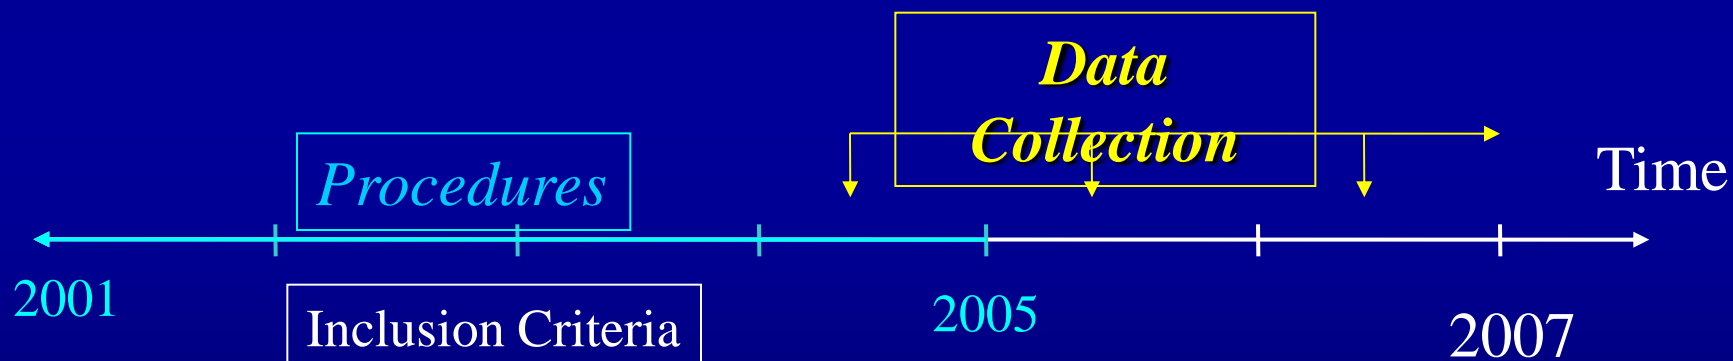 Data
Collection
Procedures
Time
2001
2005
Inclusion Criteria
2007